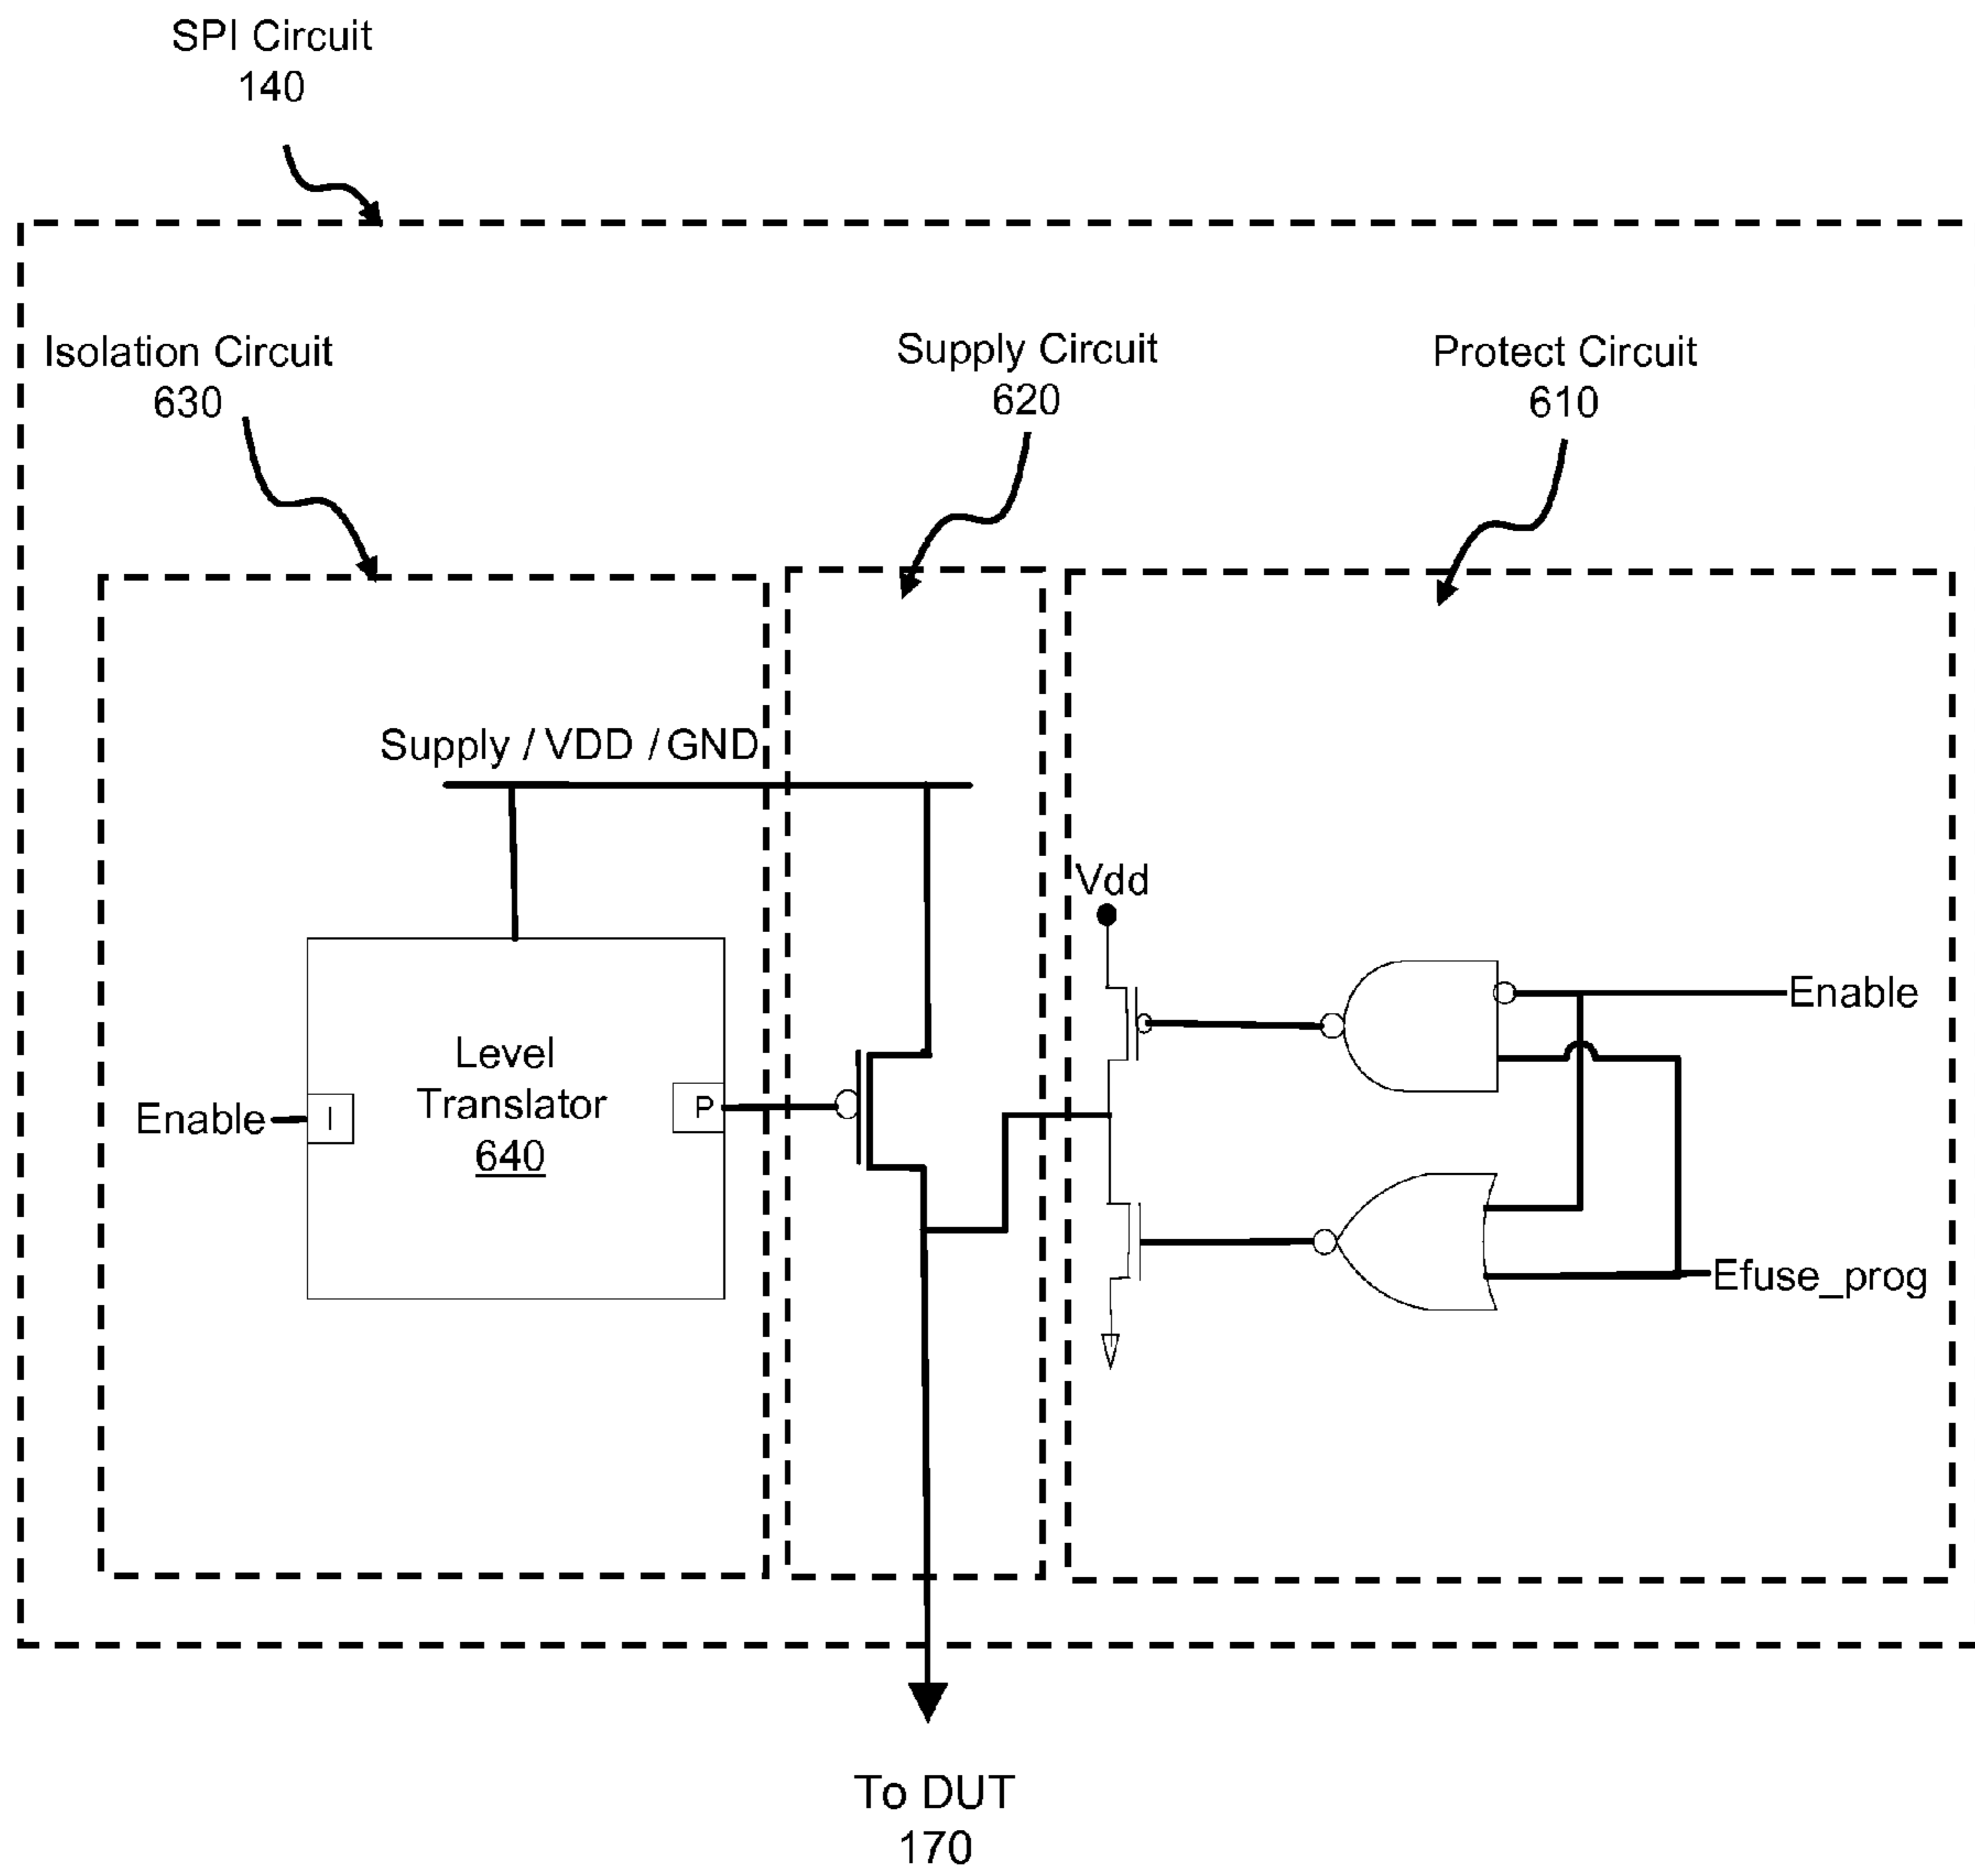 SPI Circuit
140
Isolation Circuit
630
Supply Circuit
620
Protect Circuit
610
Supply / VDD / GND
Vdd
Enable
Level
Translator
640
Enable
I
P
Efuse_prog
To DUT
170